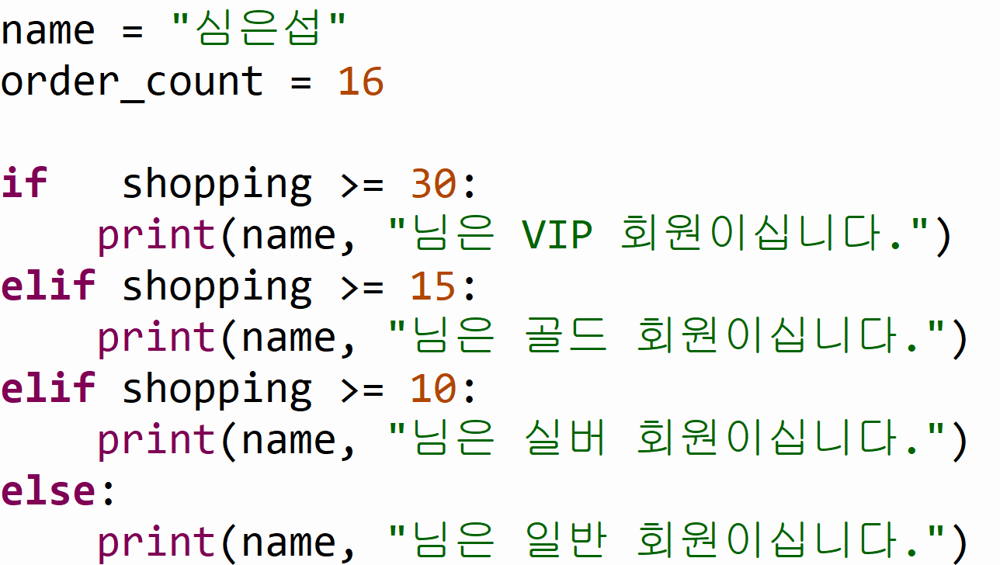 name = "심은섭"
order_count = 16
if   shopping >= 30:
    print(name, "님은 VIP 회원이십니다.")
elif shopping >= 15:
    print(name, "님은 골드 회원이십니다.")
elif shopping >= 10:
    print(name, "님은 실버 회원이십니다.")
else:
    print(name, "님은 일반 회원이십니다.")